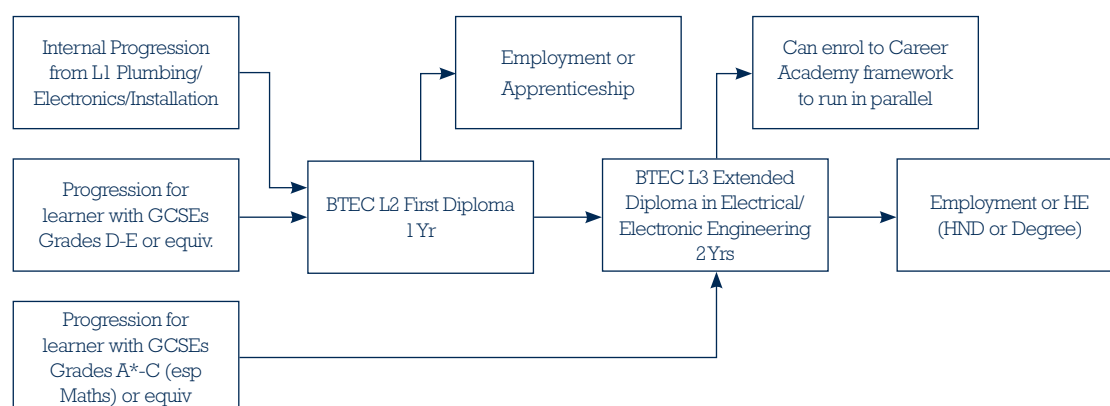 Internal Progression
from L1 Plumbing/
Electronics/Installation
Employment or
Apprenticeship
Can enrol to Career
Academy framework
to run in parallel
Progression for
learner with GCSEs
Grades D-E or equiv.
BTEC L2 First Diploma
1 Yr
BTEC L3 Extended
Diploma in Electrical/
Electronic Engineering
2 Yrs
Employment or HE
(HND or Degree)
Progression for
learner with GCSEs
Grades A*-C (esp
Maths) or equiv